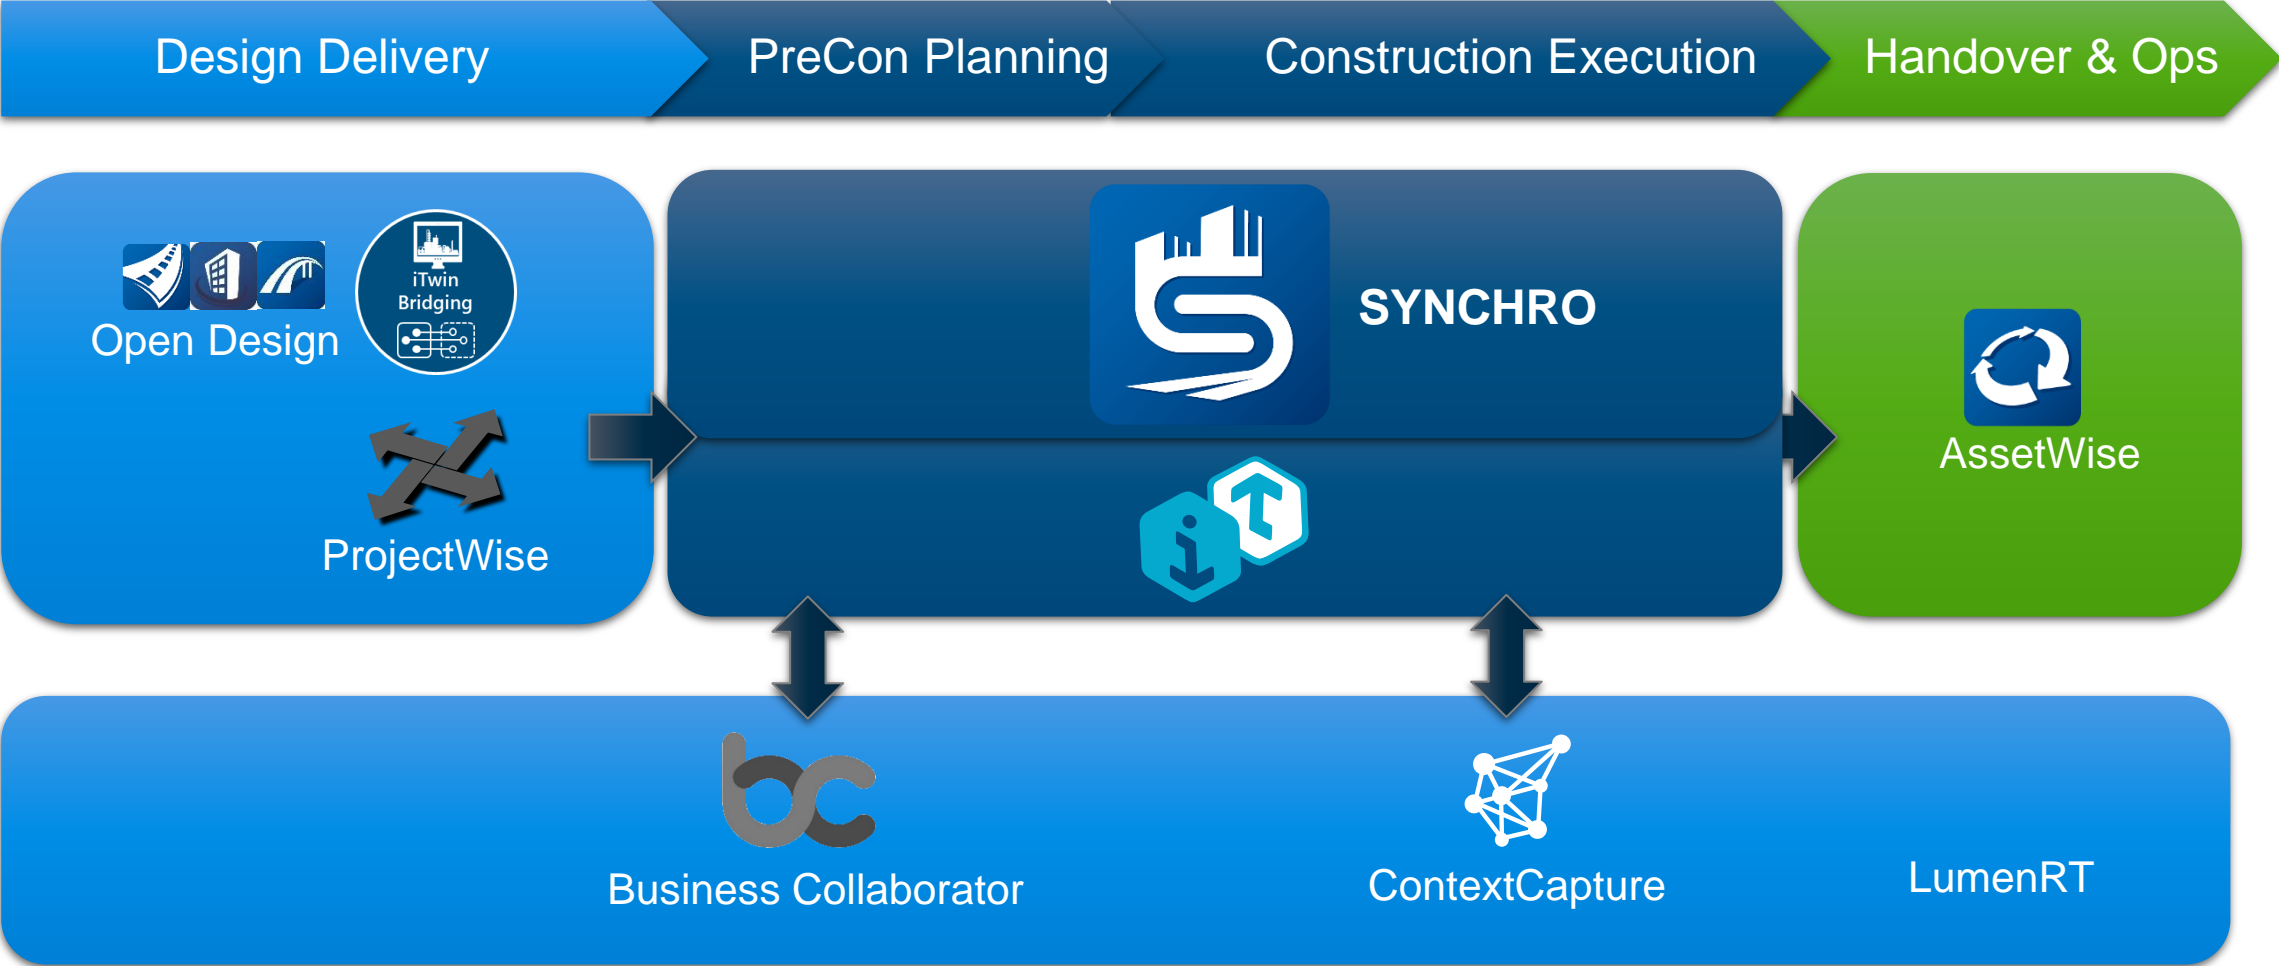 Design Delivery
PreCon Planning
Construction Execution
Handover & Ops
iTwin
Bridging
Open Design
SYNCHRO
ProjectWise
AssetWise
bc
Business Collaborator
ContextCapture
LumenRT